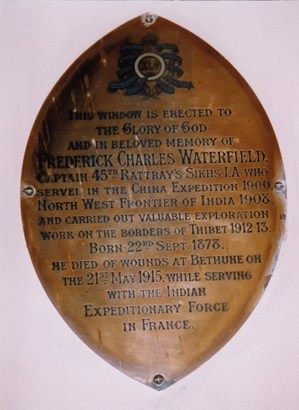 THIS WINDOW IS ERECTED TO
THE GLORY OF GOD
AND IN BELOVED MEMORY OF
FREDERICK CHARLES WATERFIELD.
CAPTAIN 45TH RATTRAY'S SIKHS. I.A. WHO
SERVED IN THE CHINA EXPEDITION 1900,
NORTH WEST FRONTIER OF INDIA 1908
AND CARRIED OUT VALUABLE EXPLORATION
WORK ON THE BORDERS OF THIBET 1912-13.
BORN 22ND SEPT. 1878.
HE DIED OF WOUNDS AT BETHUNE ON
THE 21ST MAY 1915, WHILE SERVING
WITH THE INDIAN
EXPEDITIONARY FORCE
IN FRANCE.